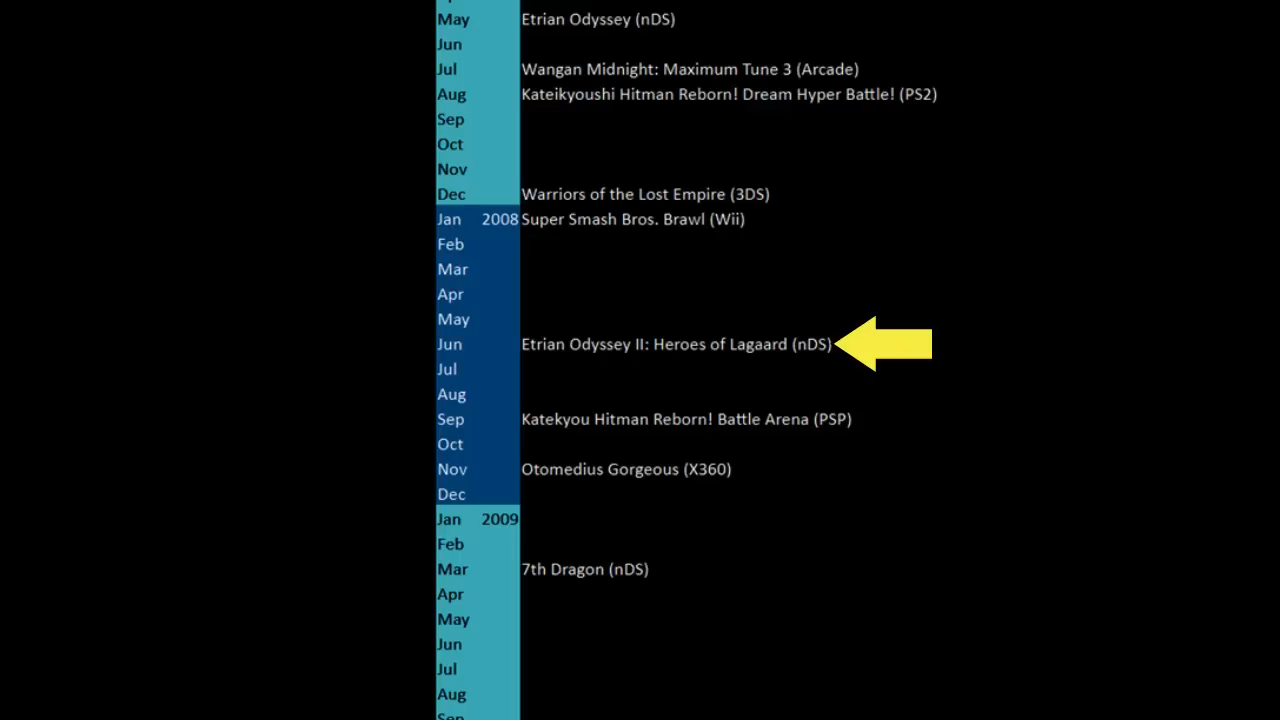 May Etrian Odyssey (nDS)
Jun
Jul Wangan Midnight: Maximum Tune 3 (Arcade)
Aug Kateikyoushi Hitman Reborn! Dream Hyper Battle! (PS2)
Sep
Oct
Nov
Dec Warriors of the Lost Empire (3DS)
Jan 2008 Super Smash Bros. Brawl (Wii)
Feb
Mar
Apr
May
Jun Etrian Odyssey II: Heroes of Lagaard (nDS)
Jul
Aug
Sep Katekyou Hitman Reborn! Battle Arena (PSP)
Oct
Nov Otomedius Gorgeous (X360)
Dec
Jan 2009
Feb
Mar 7th Dragon (nDS)
Apr
May
Jun
Jul
Aug
Sep